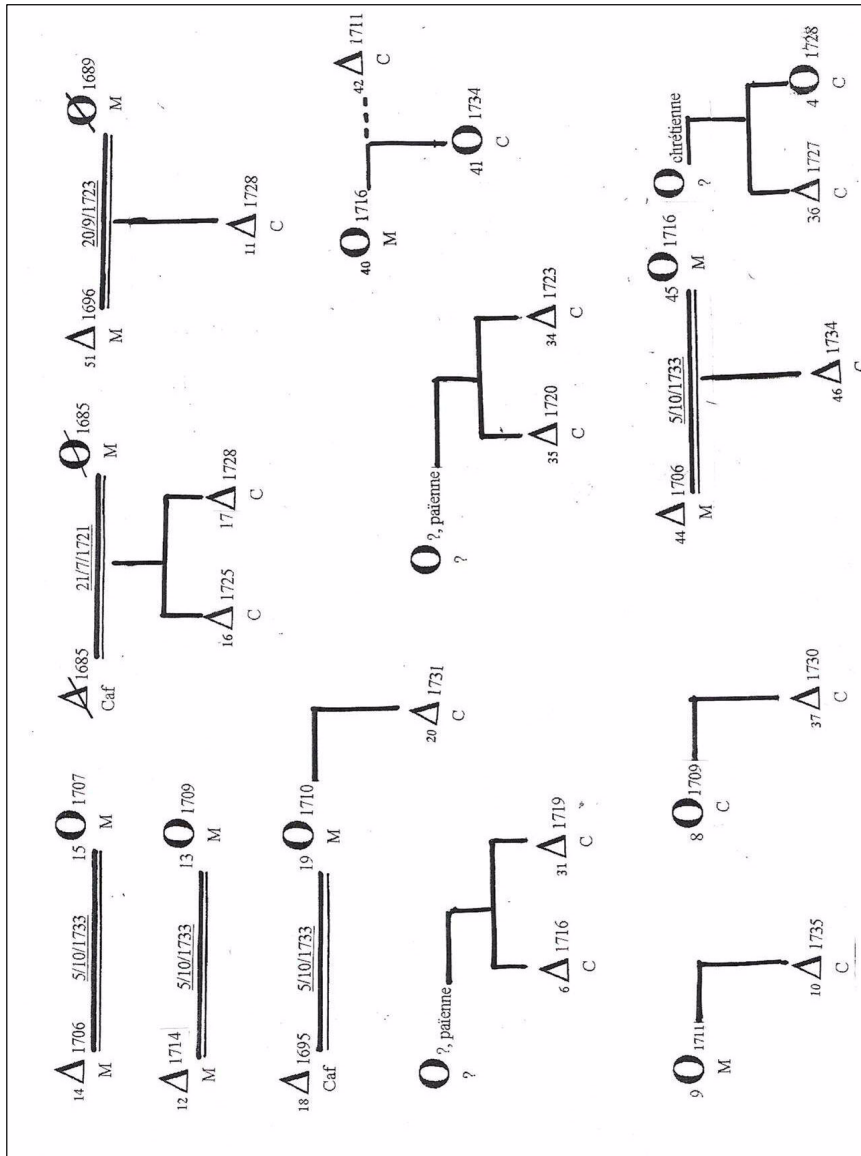 14 Δ 1706 5/10/1733 15 O 1707
M M
Δ 1685 21/7/1721 Ø 1685
Caf M
16 Δ 1725 17 Δ 1728
C C
51 Δ 1696 20/9/1723 Ø 1689
M M
11 Δ 1728
C
12 Δ 1714 5/10/1733 13 O 1709
M M
18 Δ 1695 5/10/1733 19 O 1710
Caf M
20 Δ 1731
C
40 O 1716 42 Δ 1711
M C
41 O 1734
C
O ?, païenne
?
6 Δ 1716 31 Δ 1719
C C
O ?, païenne
?
35 Δ 1720 34 Δ 1723
C C
9 O 1711
M
10 Δ 1735
C
8 O 1709
C
37 Δ 1730
C
44 Δ 1706 5/10/1733 45 O 1716
M M
46 Δ 1734
C
O chrétienne
?
36 Δ 1727 4 O 1728
C C